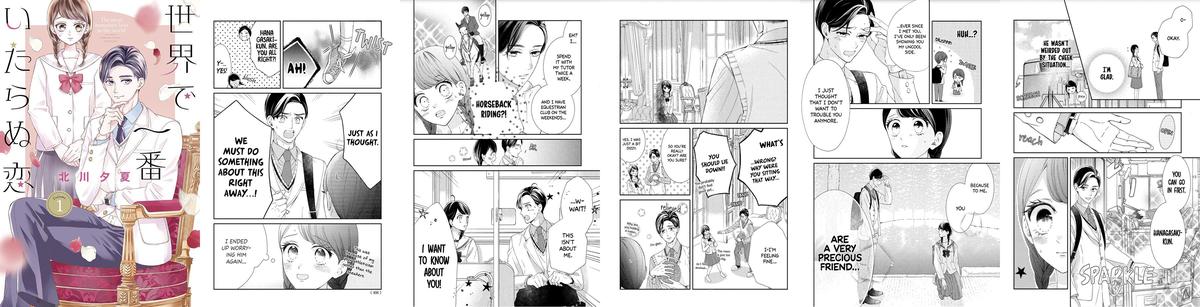 世界で
一番
いたらぬ恋
北川夕夏
1
HANA
GASAKI-
KUN, ARE
YOU ALL
RIGHT?!
Y--
YES
AH!
TWIST
JUST AS I
THOUGHT.
WE
MUST DO
SOMETHING
ABOUT THIS
RIGHT
AWAY...!
I ENDED
UP WORRY-
ING HIM
AGAIN...
EH?
I...
SPEND
IT WITH
MY TUTOR
TWICE A
WEEK,
AND I HAVE
EQUESTRIAN
CLUB ON THE
WEEKENDS...
HORSEBACK
RIDING?!
...W-
WAIT!
THIS
ISN'T
ABOUT
ME.
I WANT
TO KNOW
ABOUT
YOU!
WHAT'S
...WRONG?
WHY WERE
YOU SITTING
THAT WAY...
YOU
SHOULD LIE
DOWN!!
SO YOU'RE
REALLY
OKAY? ARE
YOU SURE?
YES, I WAS
JUST A BIT
DIZZY.
I-I'M
FEELING
FINE...
HUH...?
...EVER SINCE
I MET YOU,
I'VE ONLY BEEN
SHOWING MY
UNCOOL
SIDE.
I JUST
THOUGHT
THAT I DON'T
WANT TO
TROUBLE YOU
ANYMORE.
BECAUSE
TO ME,
YOU
ARE
A VERY
PRECIOUS
FRIEND...
O-
OKAY.
HE WASN'T
WEIRDED OUT
BY THE CHEEK
SITUATION...
I'M
GLAD.
YOU CAN
GO IN FIRST,
HANAGASAKI-
KUN.
SPARKLE